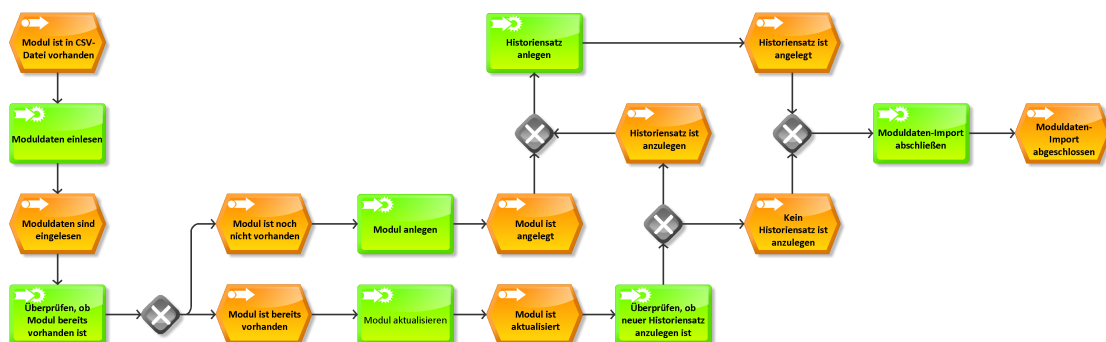 Modul ist in CSV-
Datei vorhanden
Historiensatz
anlegen
Historiensatz ist
angelegt
Moduldaten einlesen
Historiensatz ist
anzulegen
Moduldaten-Import
abschließen
Moduldaten-
Import
abgeschlossen
Moduldaten sind
eingelesen
Modul ist noch
nicht vorhanden
Modul anlegen
Modul ist
angelegt
Kein
Historiensatz ist
anzulegen
Überprüfen, ob
Modul bereits
vorhanden ist
Modul ist bereits
vorhanden
Modul aktualisieren
Modul ist
aktualisiert
Überprüfen, ob
neuer Historiensatz
anzulegen ist